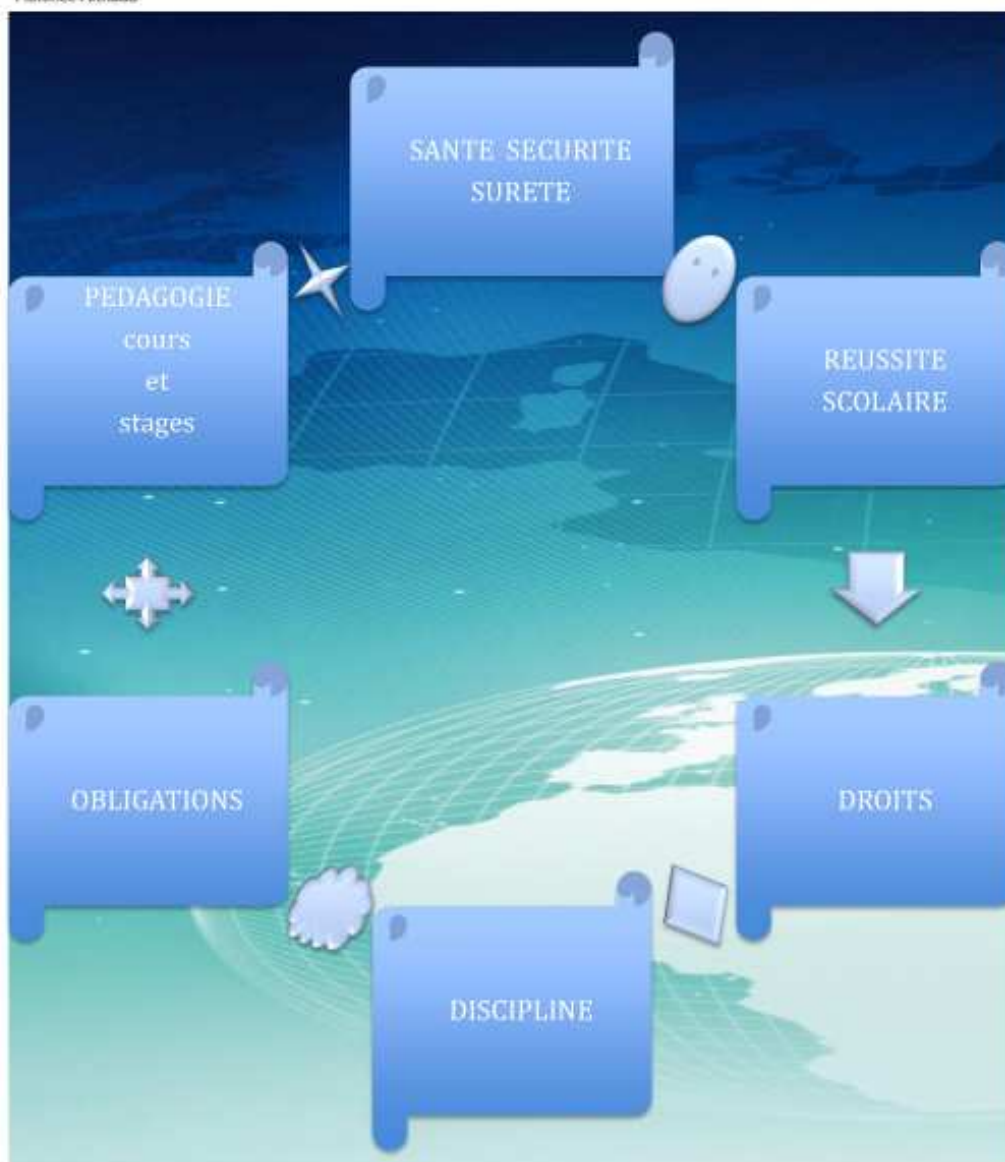 SANTE SECURITE
SURETE
PEDAGOGIE
cours
et
stages
REUSSITE
SCOLAIRE
OBLIGATIONS
DROITS
DISCIPLINE